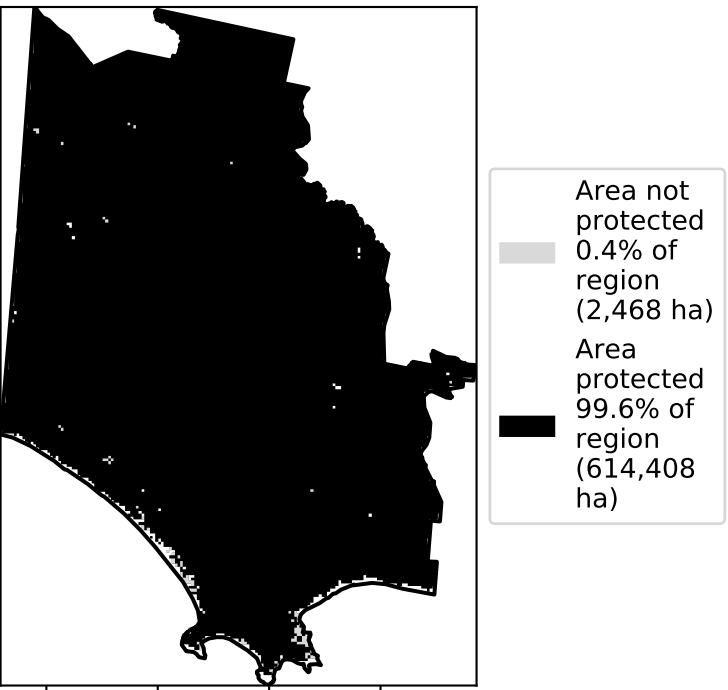 Area not
protected
0.4% of
region
(2,468 ha)
Area
protected
99.6% of
region
(614,408
ha)